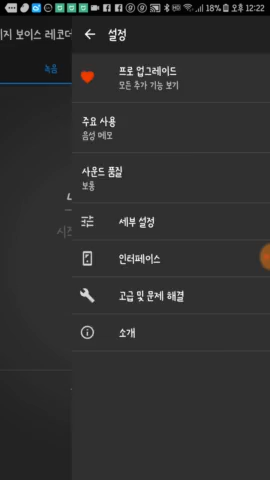 18% 오후 12:22
지 보이스 레코더
설정
녹음
프로 업그레이드
모든 추가 기능 보기
주요 사용
음성 메모
사운드 품질
보통
세부 설정
인터페이스
고급 및 문제 해결
소개